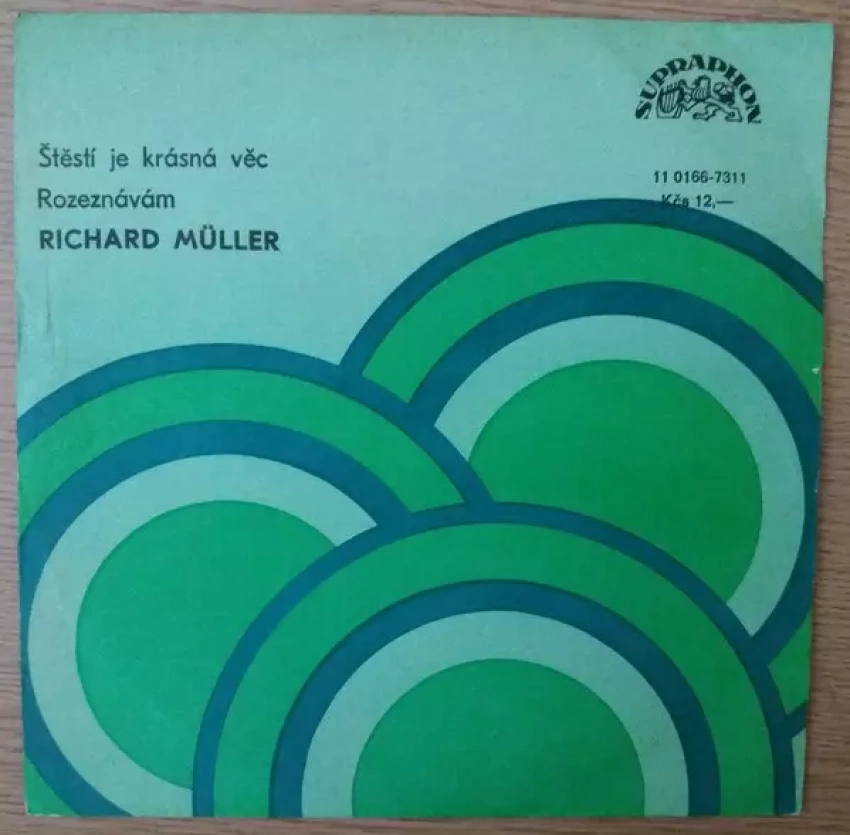 SUPRAPHON
Štěstí je krásná věc
Rozeznávám
RICHARD MÜLLER
11 0166-7311
Kčs 12,—